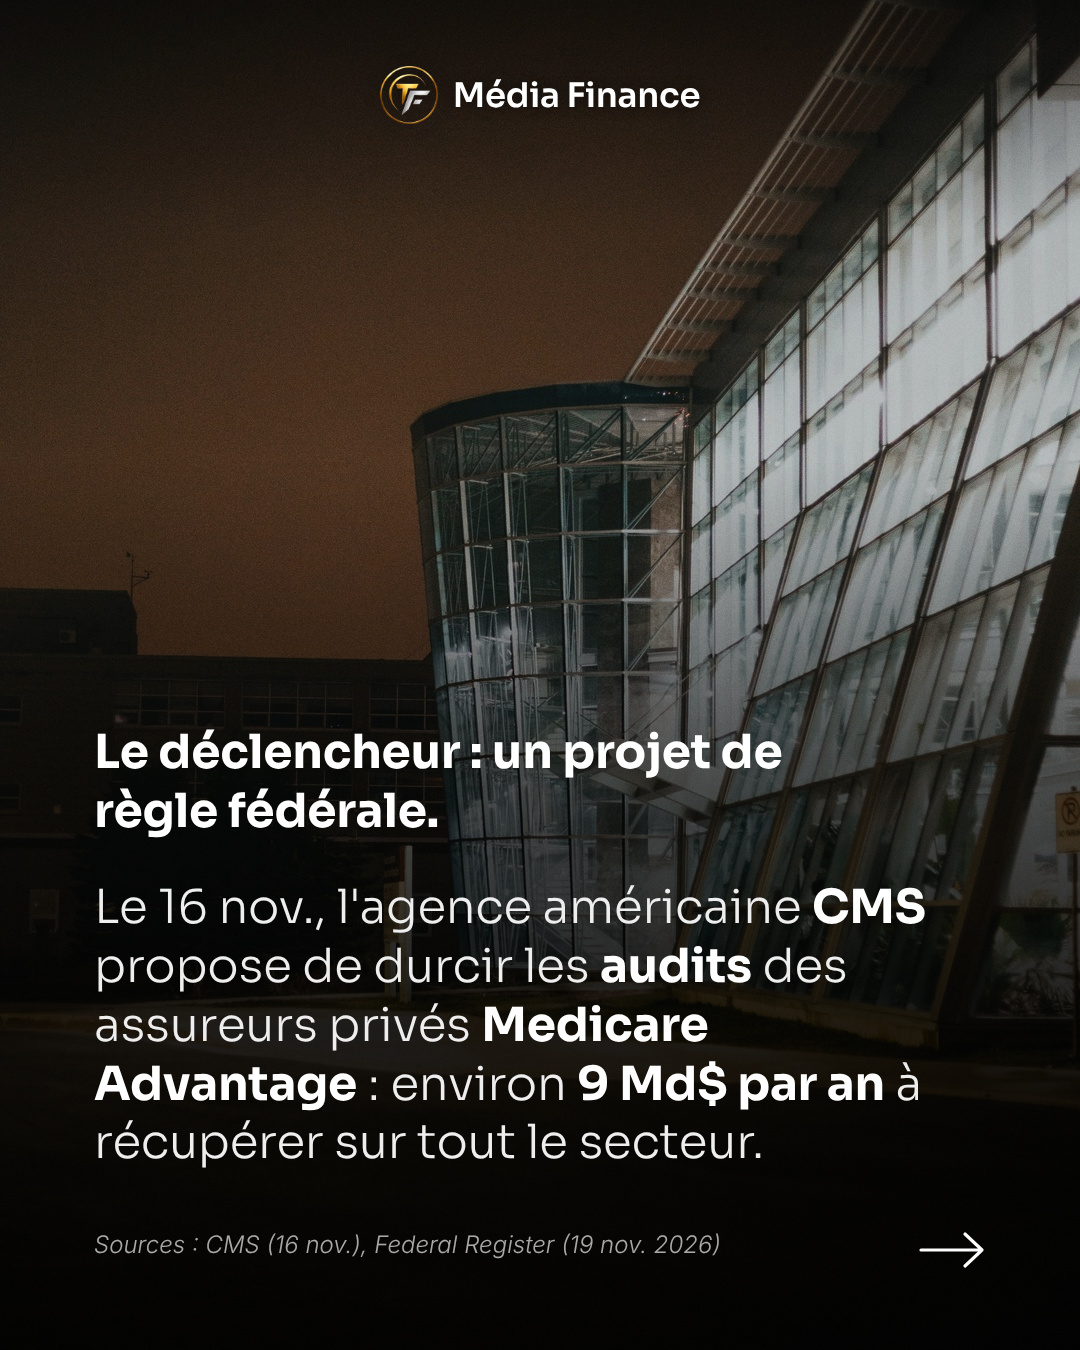 Média Finance
Le déclencheur : un projet de
règle fédérale.
Le 16 nov., l'agence américaine CMS
propose de durcir les audits des
assureurs privés Medicare
Advantage : environ 9 Md$ par an à
récupérer sur tout le secteur.
Sources : CMS (16 nov.), Federal Register (19 nov. 2026)